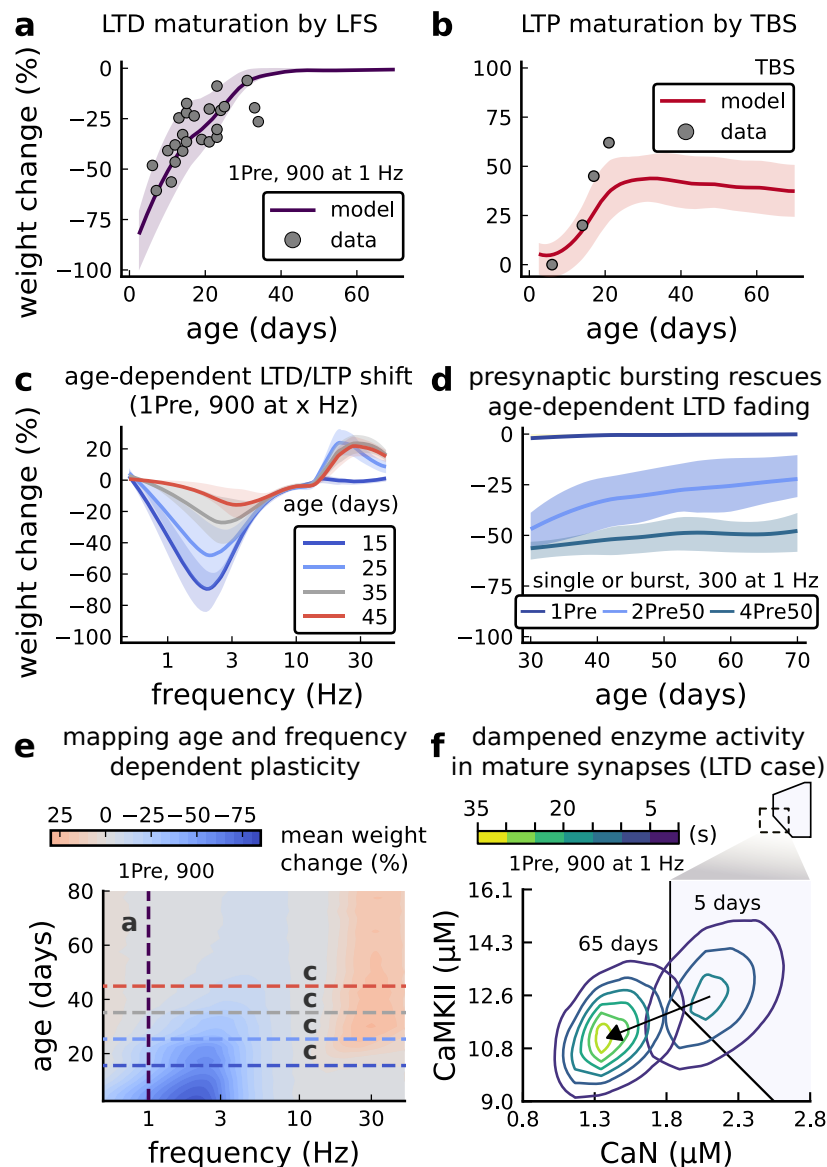 a LTD maturation by LFS
weight change (%)
0
−25
−50
−75
−100
1Pre, 900 at 1 Hz
model
data
0 20 40 60
age (days)
b LTP maturation by TBS
TBS
100
75
50
25
0
model
data
0 20 40 60
age (days)
c age-dependent LTD/LTP shift
(1Pre, 900 at x Hz)
weight change (%)
20
0
−20
−40
−60
−80
−100
age (days)
15
25
35
45
1 3 10 30
frequency (Hz)
d presynaptic bursting rescues
age-dependent LTD fading
0
−25
−50
−75
−100
single or burst, 300 at 1 Hz
1Pre 2Pre50 4Pre50
30 40 50 60 70
age (days)
e mapping age and frequency
dependent plasticity
25 0 −25 −50 −75
mean weight
change (%)
1Pre, 900
age (days)
80
60
40
20
a
c
c
c
c
1 3 10 30
frequency (Hz)
f dampened enzyme activity
in mature synapses (LTD case)
35 20 5
(s)
1Pre, 900 at 1 Hz
CaMKII (μM)
16.1
14.3
12.6
10.8
9.0
5 days
65 days
0.8 1.3 1.8 2.3 2.8
CaN (μM)